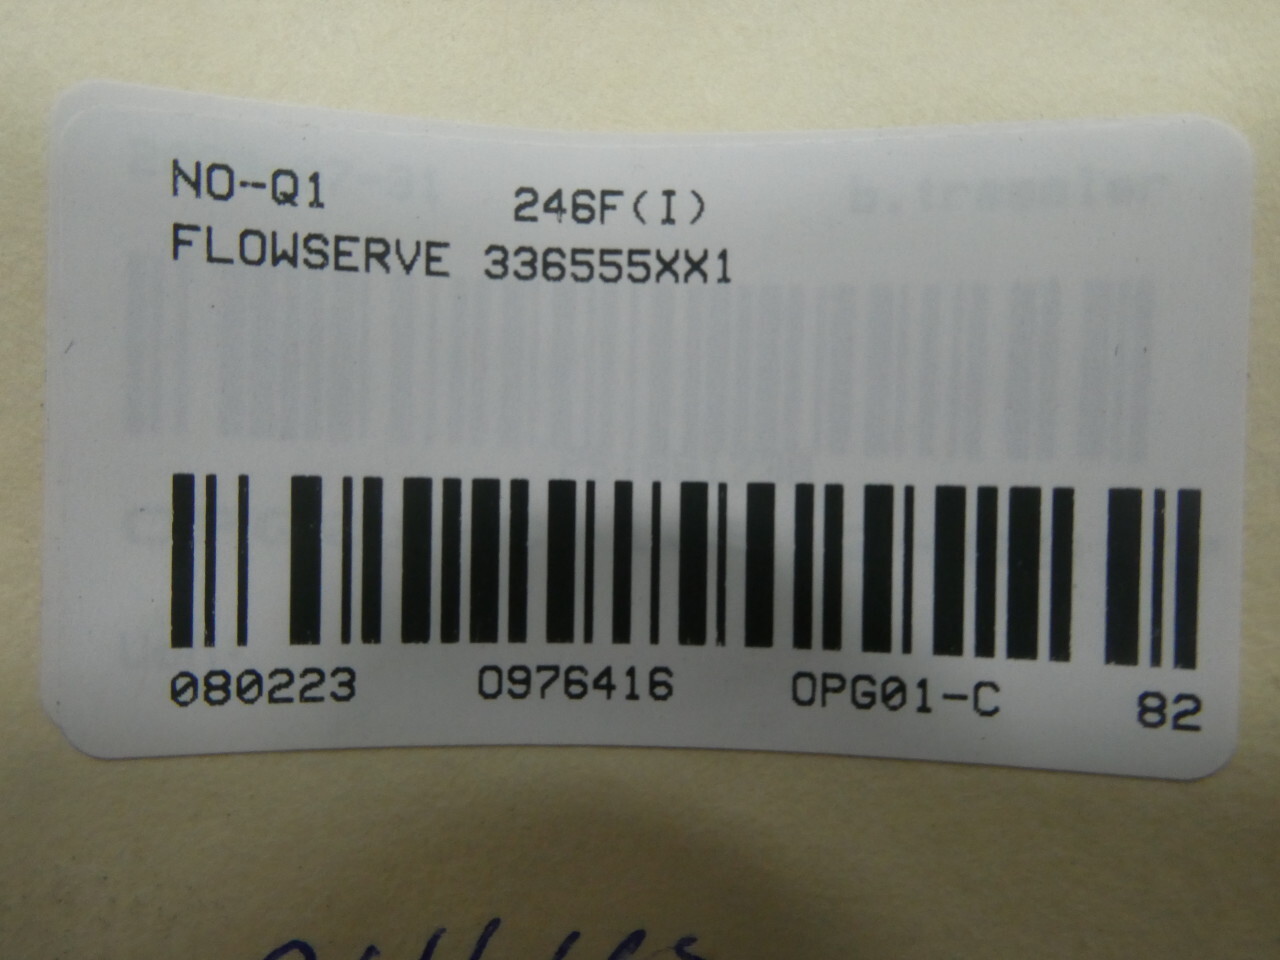 NO-Q1 246F(I)
FLOWSERVE 336555XX1
080223 0976416 OPG01-C 82